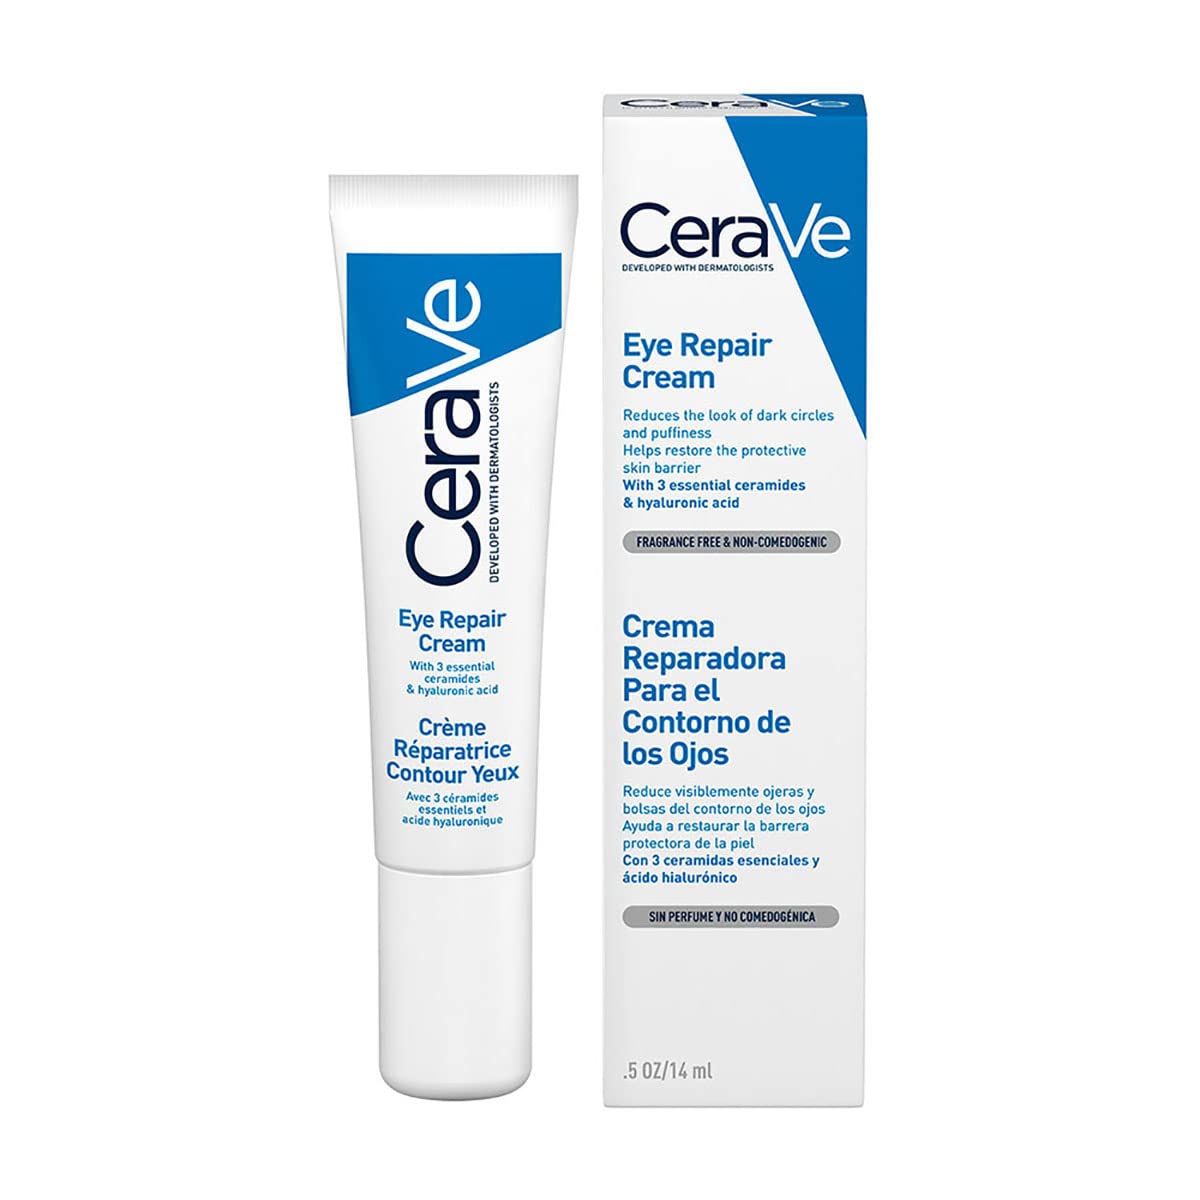 CeraVe
DEVELOPED WITH DERMATOLOGISTS
Eye Repair
Cream
With 3 essential
ceramides
& hyaluronic acid
Crème
Réparatrice
Contour Yeux
Avec 3 céramides
essentiels et
acide hyaluronique
CeraVe
CeraVe
DEVELOPED WITH DERMATOLOGISTS
Eye Repair
Cream
Reduces the look of dark circles
and puffiness
Helps restore the protective
skin barrier
With 3 essential ceramides
& hyaluronic acid
FRAGRANCE FREE & NON-COMEDOGENIC
Crema
Reparadora
Para el
Contorno de
los Ojos
Reduce visiblemente ojeras y
bolsas del contorno de los ojos
Ayuda a restaurar la barrera
protectora de la piel
Con 3 ceramidas esenciales y
ácido hialurónico
SIN PERFUME Y NO COMEDOGÉNICA
.5 OZ/14 ml